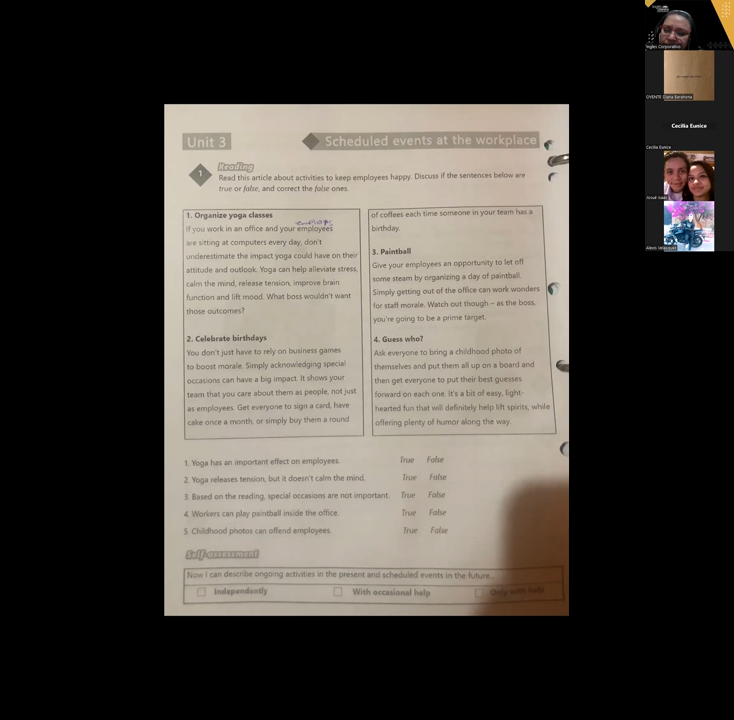 Unit 3
Scheduled events at the workplace
1
Reading
Read this article about activities to keep employees happy. Discuss if the sentences below are
true or false, and correct the false ones.
1. Organize yoga classes
If you work in an office and your employees
are sitting at computers every day, don't
underestimate the impact yoga could have on their
attitude and outlook. Yoga can help alleviate stress,
calm the mind, release tension, improve brain
function and lift mood. What boss wouldn't want
those outcomes?
2. Celebrate birthdays
You don't just have to rely on business games
to boost morale. Simply acknowledging special
occasions can have a big impact. It shows your
team that you care about them as people, not just
as employees. Get everyone to sign a card, have
cake once a month, or simply buy them a round
of coffees each time someone in your team has a
birthday.
3. Paintball
Give your employees an opportunity to let off
some steam by organizing a day of paintball.
Simply getting out of the office can work wonders
for staff morale. Watch out though – as the boss,
you're going to be a prime target.
4. Guess who?
Ask everyone to bring a childhood photo of
themselves and put them all up on a board and
then get everyone to put their best guesses
forward on each one. It's a bit of easy, light-
hearted fun that will definitely help lift spirits, while
offering plenty of humor along the way.
1. Yoga has an important effect on employees. True False
2. Yoga releases tension, but it doesn't calm the mind. True False
3. Based on the reading, special occasions are not important. True False
4. Workers can play paintball inside the office. True False
5. Childhood photos can offend employees. True False
Self-assessment
Now I can describe ongoing activities in the present and scheduled events in the future.
Independently With occasional help Only with help
Ingles Corporativo
OYENTE Diana Barahona
Cecilia Eunice
Cecilia Eunice
Alexis Velasquez